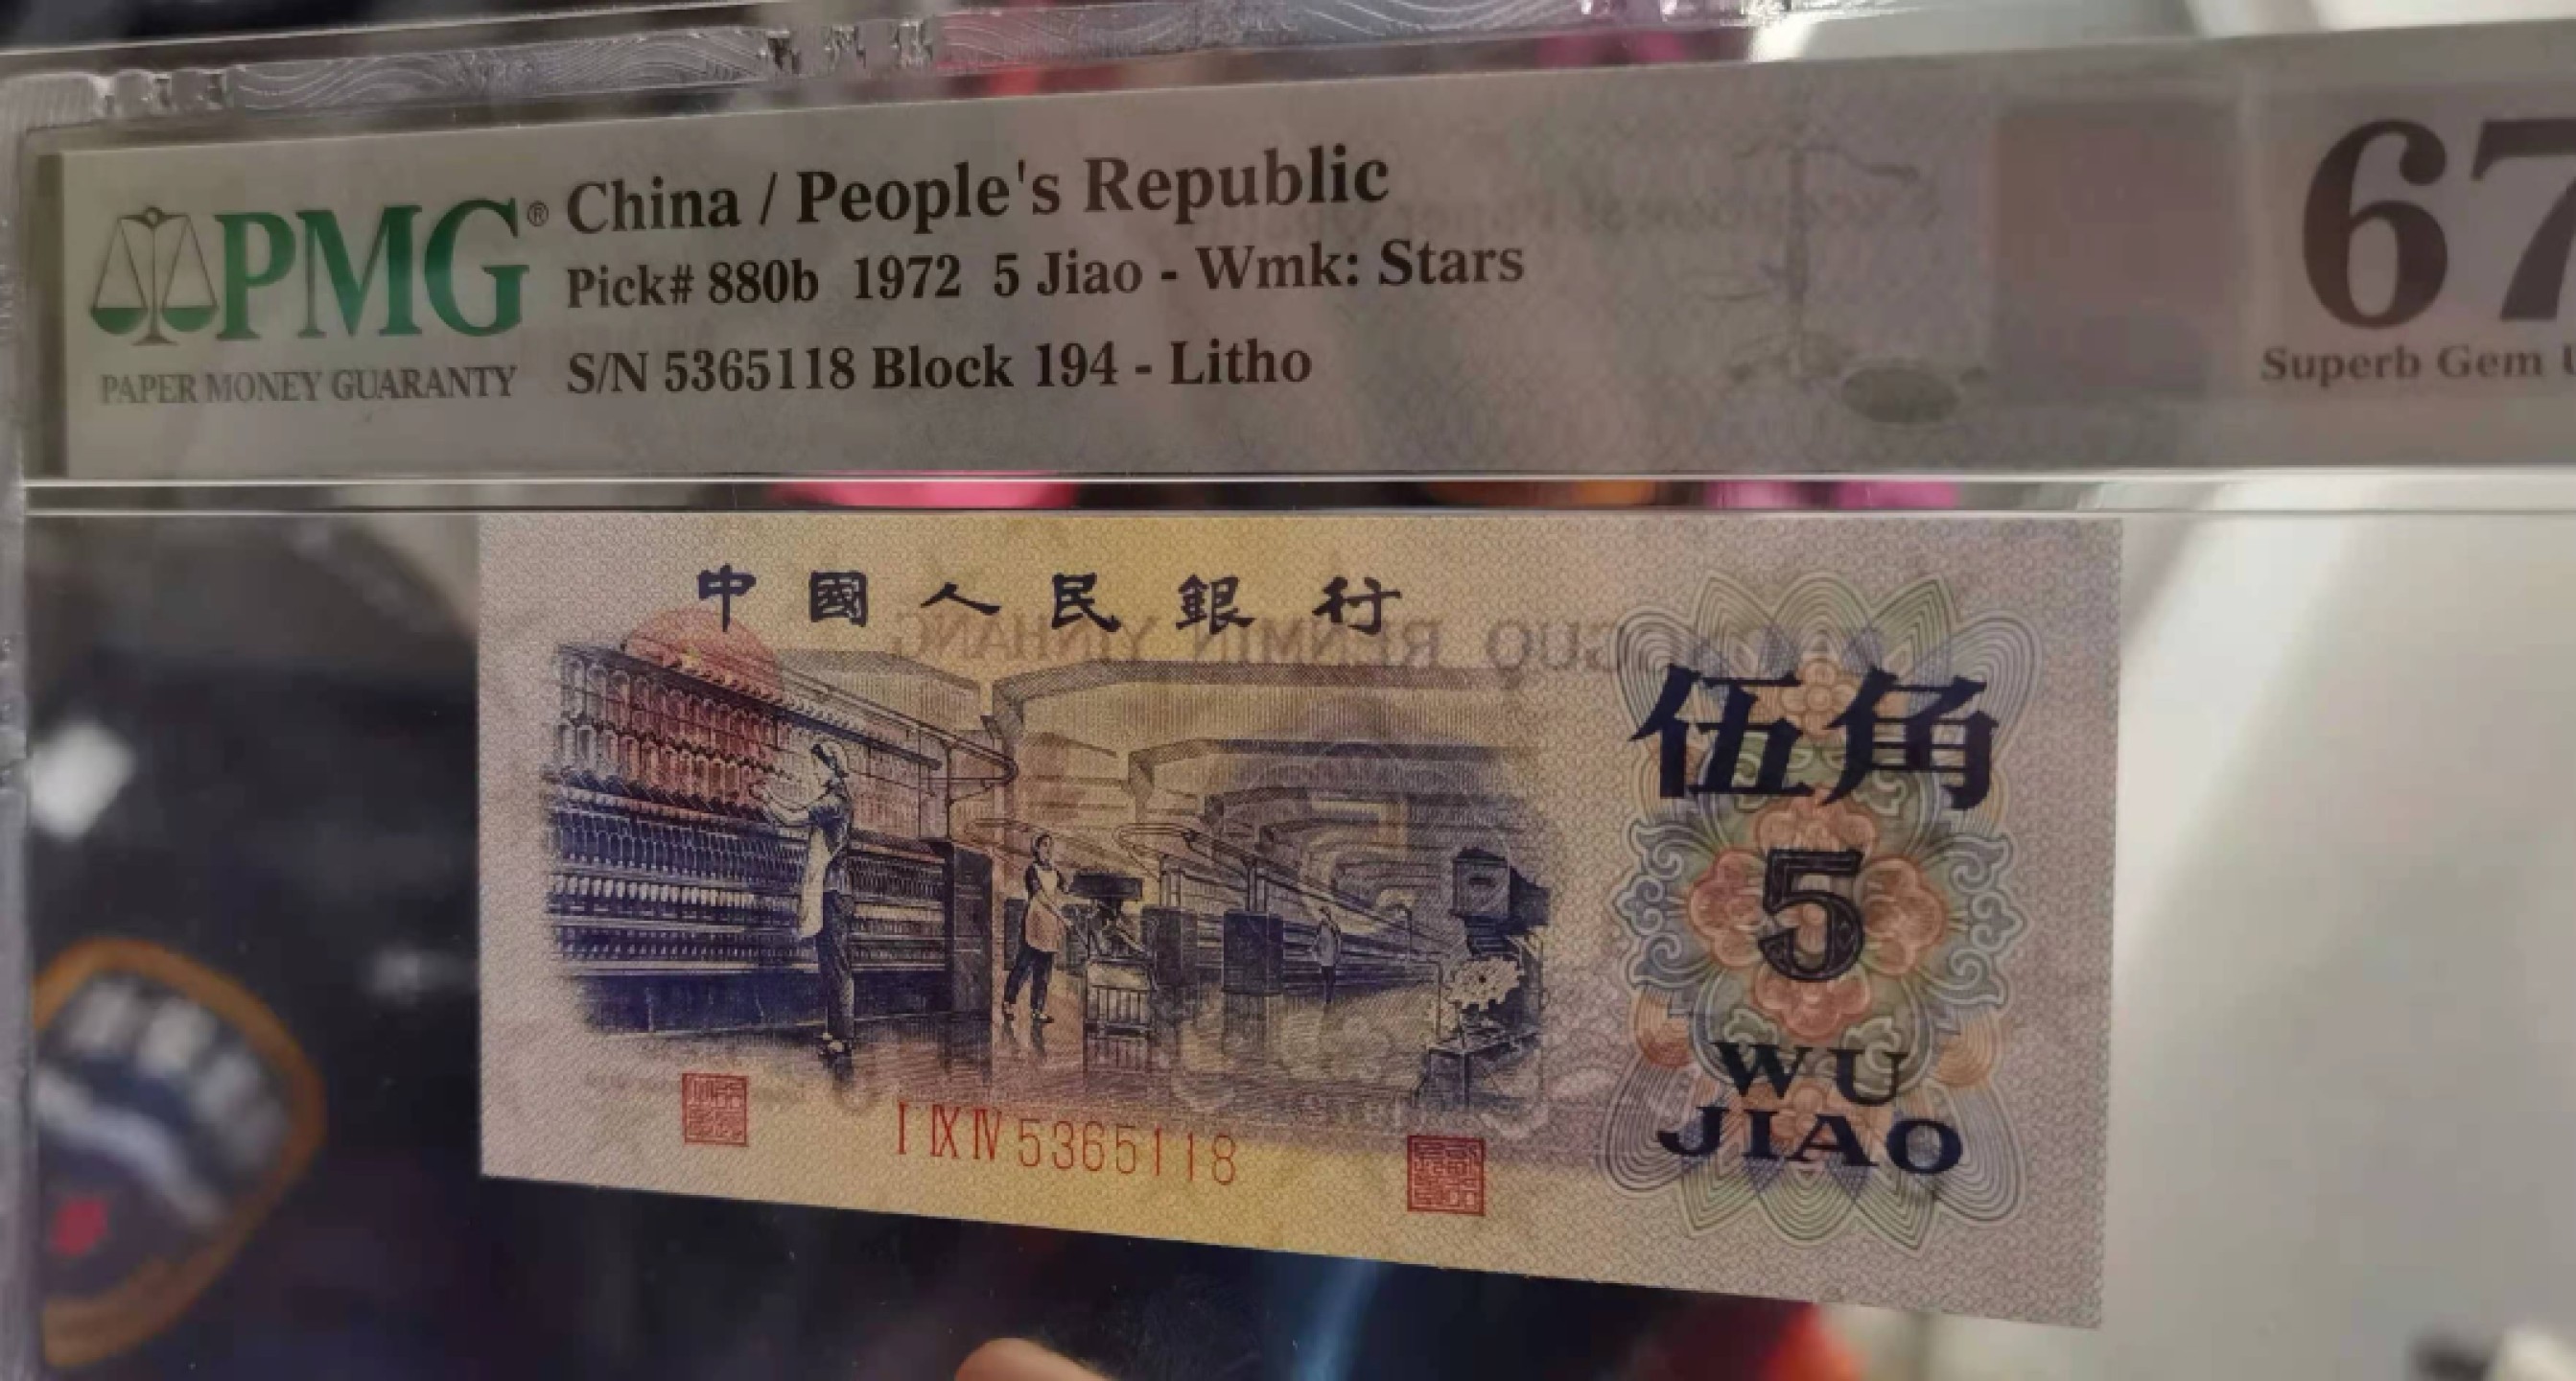 PMG®
PAPER MONEY GUARANTY
China / People's Republic
Pick# 880b 1972 5 Jiao - Wmk: Stars
S/N 5365118 Block 194 - Litho
67
Superb Gem
中國人民銀行
伍角
5
WU
JIAO
I IX IV 5365118